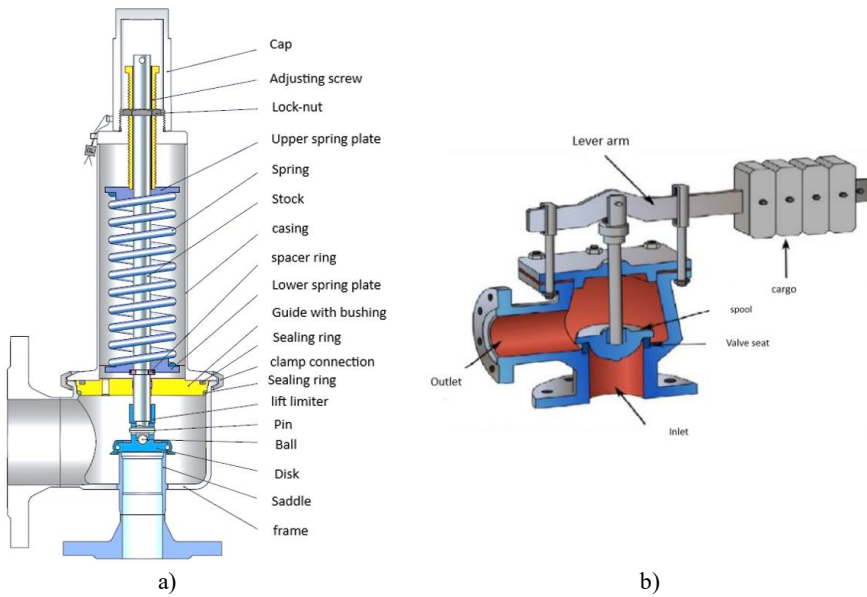 Cap
Adjusting screw
Lock-nut
Upper spring plate
Spring
Stock
casing
spacer ring
Lower spring plate
Guide with bushing
Sealing ring
clamp connection
Sealing ring
lift limiter
Pin
Ball
Disk
Saddle
frame
a)
Lever arm
cargo
spool
Valve seat
Outlet
Inlet
b)